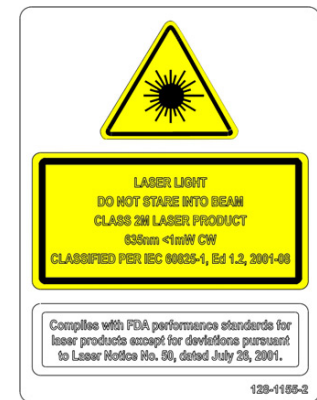 LASER LIGHT
DO NOT STARE INTO BEAM
CLASS 2M LASER PRODUCT
635nm <1mW CW
CLASSIFIED PER IEC 60825-1, Ed 1.2, 2001-08
Complies with FDA performance standards for
laser products except for deviations pursuant
to Laser Notice No. 50, dated July 26, 2001.
126-1155-2